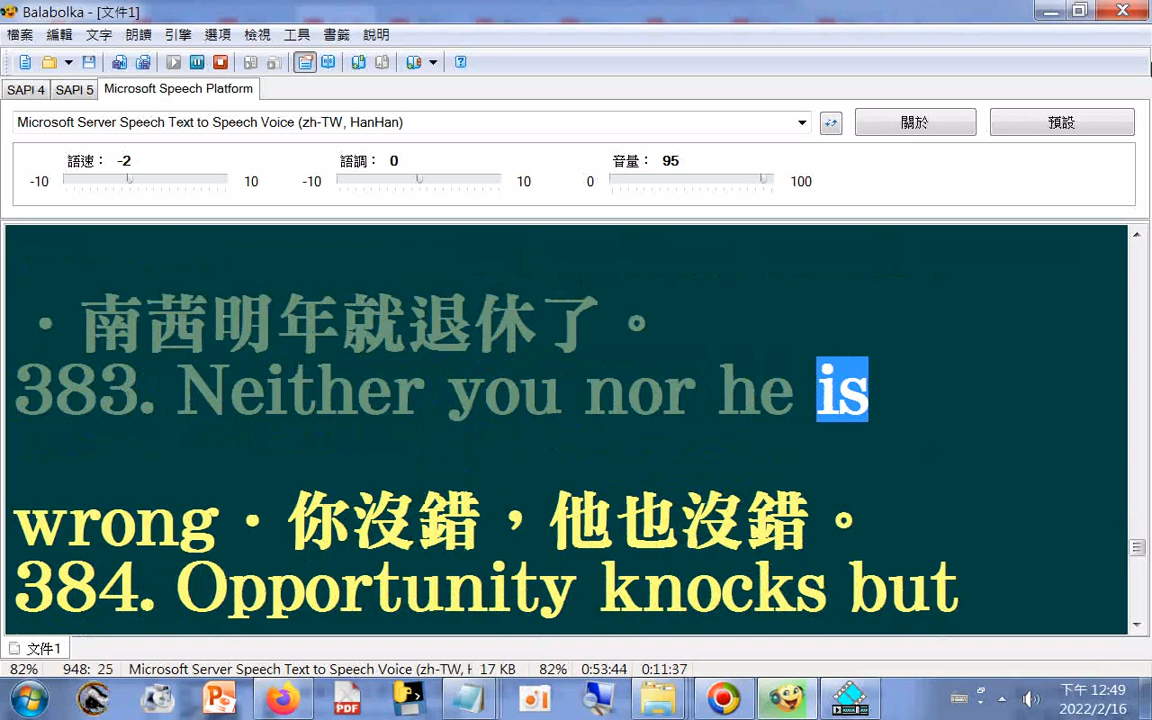 Balabolka - [文件1]
檔案 編輯 文字 朗讀 引擎 選項 檢視 工具 書籤 說明
SAPI 4 SAPI 5 Microsoft Speech Platform
Microsoft Server Speech Text to Speech Voice (zh-TW, HanHan) 關於 預設
語速： -2 語調： 0 音量： 95
-10 10 -10 10 0 100
．南茜明年就退休了。
383. Neither you nor he is
wrong．你沒錯，他也沒錯。
384. Opportunity knocks but
文件1
82% 948: 25 Microsoft Server Speech Text to Speech Voice (zh-TW, H 17 KB 82% 0:53:44 0:11:37
PDF
下午 12:49
2022/2/16